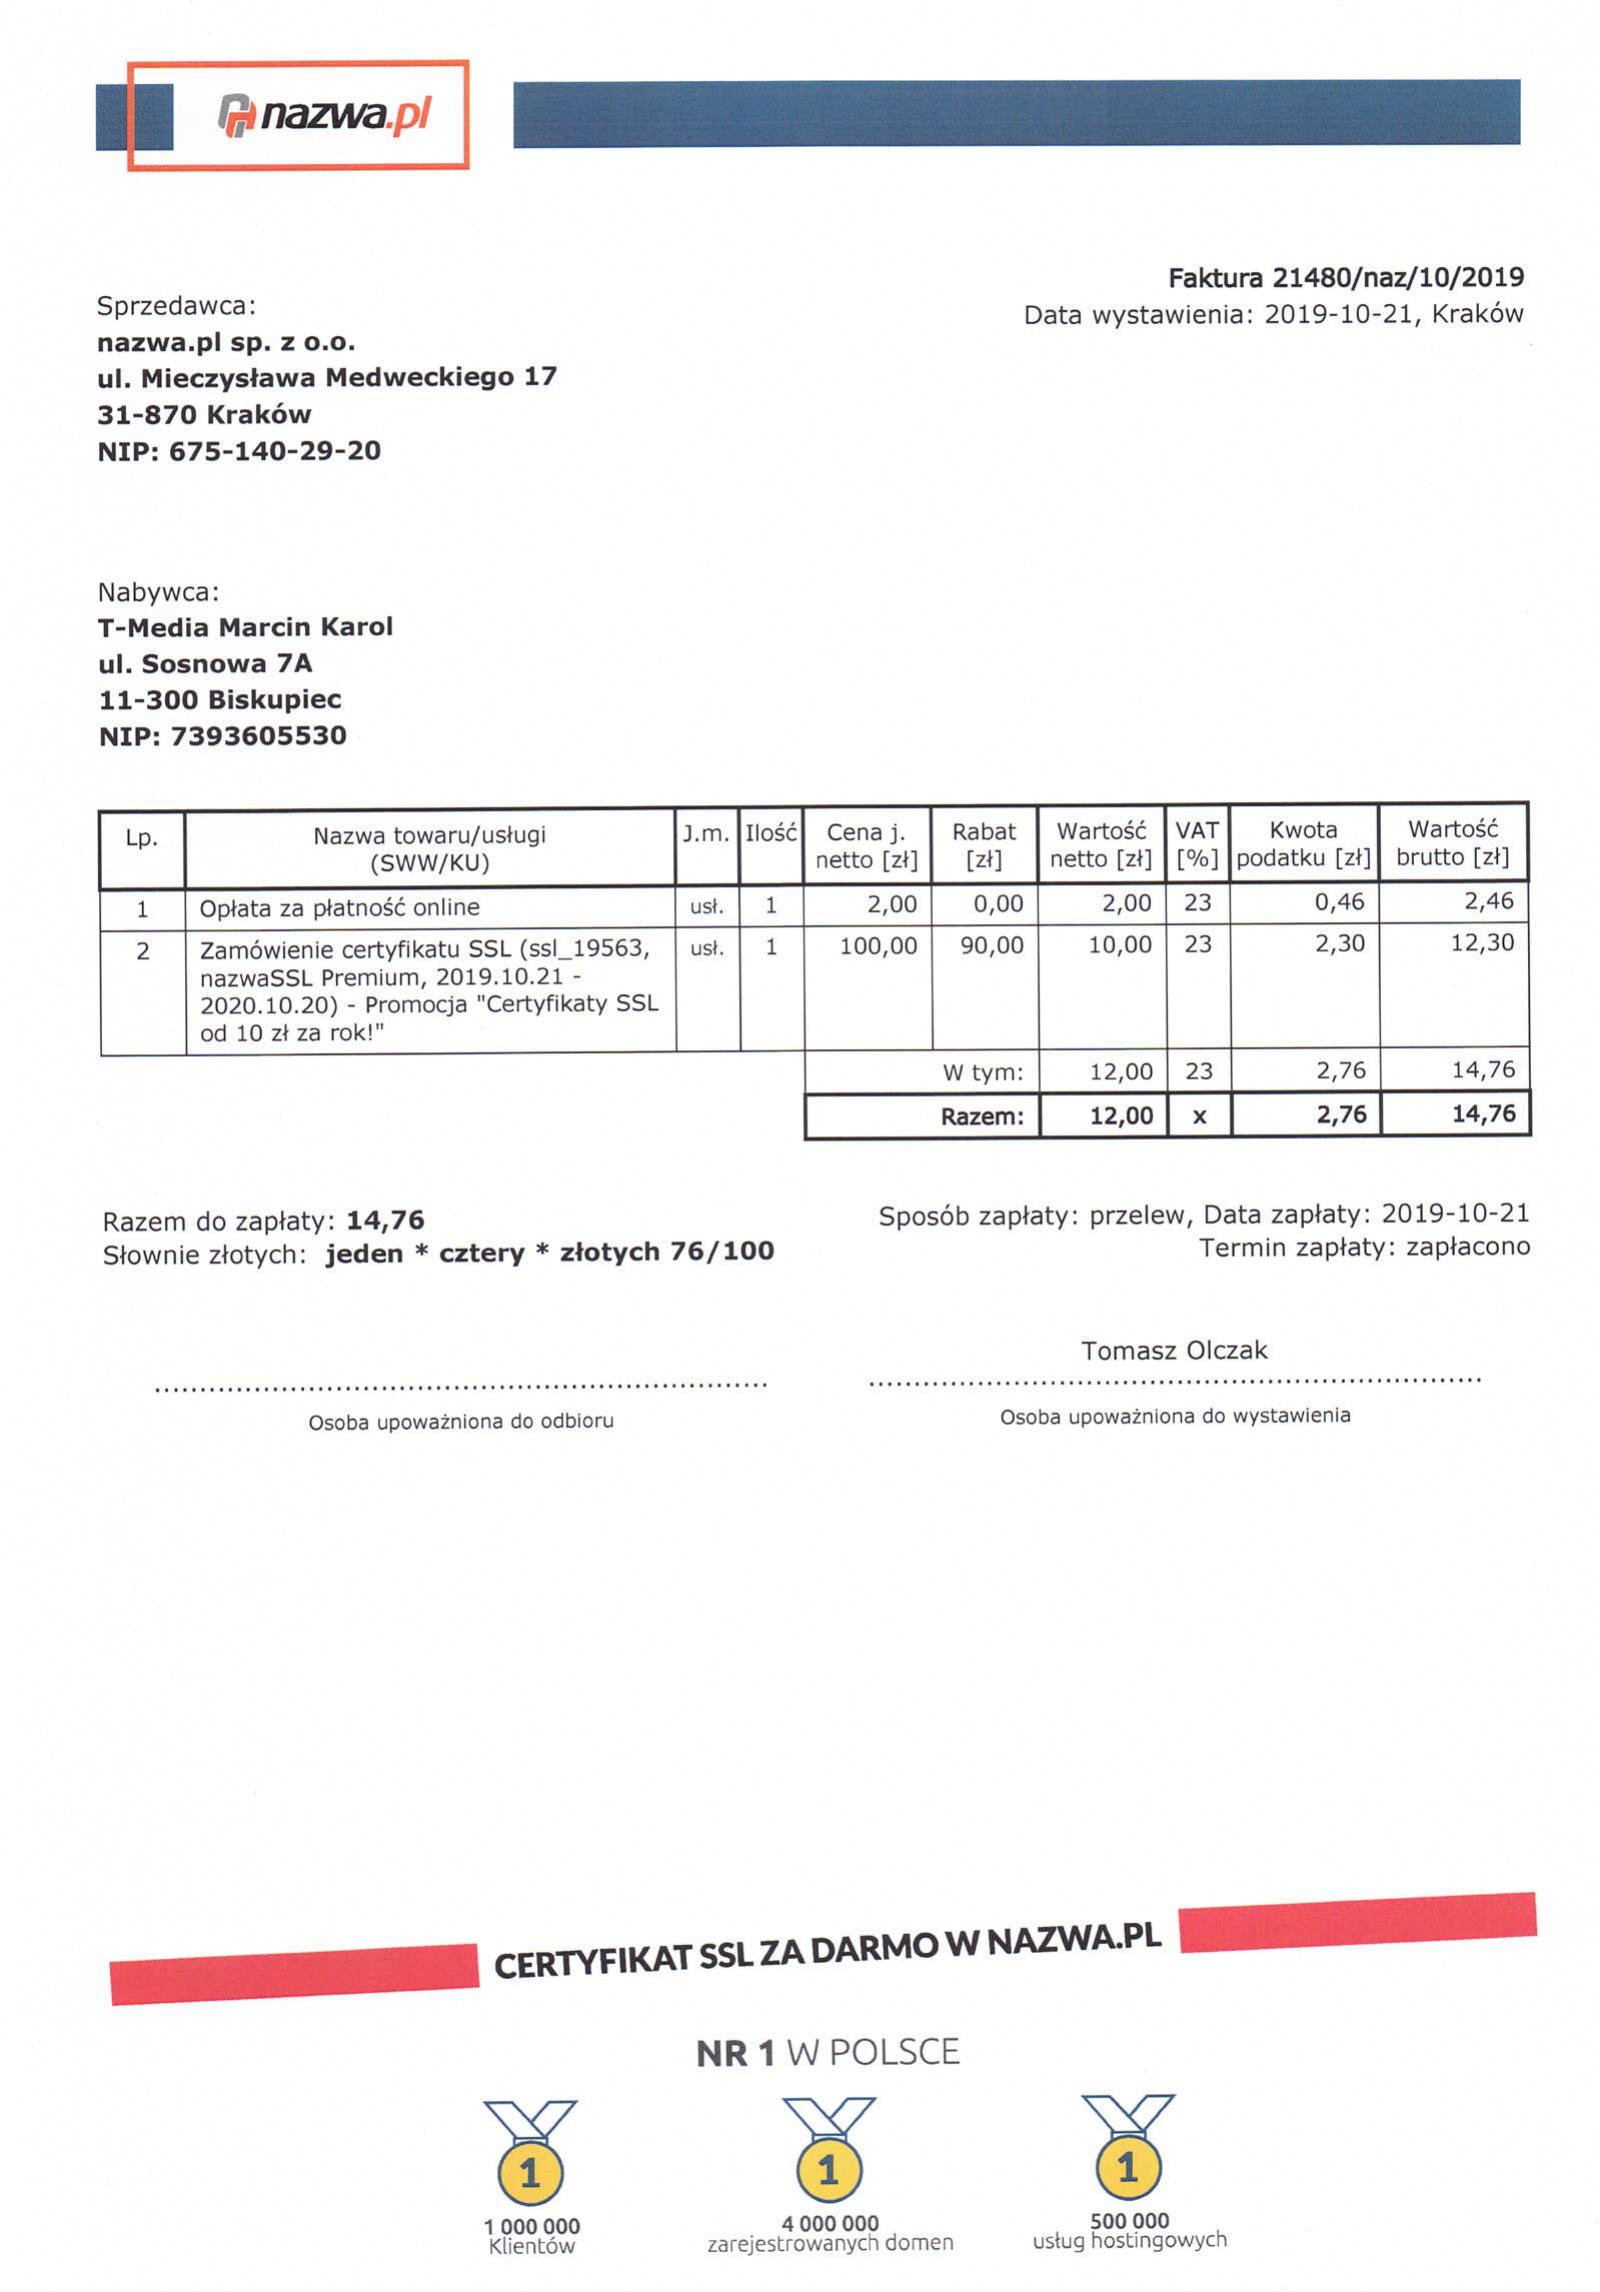 nazwa.pl
Faktura 21480/naz/10/2019
Data wystawienia: 2019-10-21, Kraków
Sprzedawca:
nazwa.pl sp. z o.o.
ul. Mieczysława Medweckiego 17
31-870 Kraków
NIP: 675-140-29-20
Nabywca:
T-Media Marcin Karol
ul. Sosnowa 7A
11-300 Biskupiec
NIP: 7393605530
Lp. Nazwa towaru/usługi (SWW/KU) J.m. Ilość Cena j. netto [zł] Rabat [zł] Wartość netto [zł] VAT [%] Kwota podatku [zł] Wartość brutto [zł]
1 Opłata za płatność online usł. 1 2,00 0,00 2,00 23 0,46 2,46
2 Zamówienie certyfikatu SSL (ssl_19563, usł. 1 100,00 90,00 10,00 23 2,30 12,30
nazwaSSL Premium, 2019.10.21 -
2020.10.20) - Promocja "Certyfikaty SSL
od 10 zł za rok!"
W tym: 12,00 23 2,76 14,76
Razem: 12,00 x 2,76 14,76
Razem do zapłaty: 14,76
Słownie złotych: jeden * cztery * złotych 76/100
Sposób zapłaty: przelew, Data zapłaty: 2019-10-21
Termin zapłaty: zapłacono
Tomasz Olczak
Osoba upoważniona do odbioru
Osoba upoważniona do wystawienia
CERTYFIKAT SSL ZA DARMO W NAZWA.PL
NR 1 W POLSCE
1 1 1
1 000 000
Klientów
4 000 000
zarejestrowanych domen
500 000
usług hostingowych